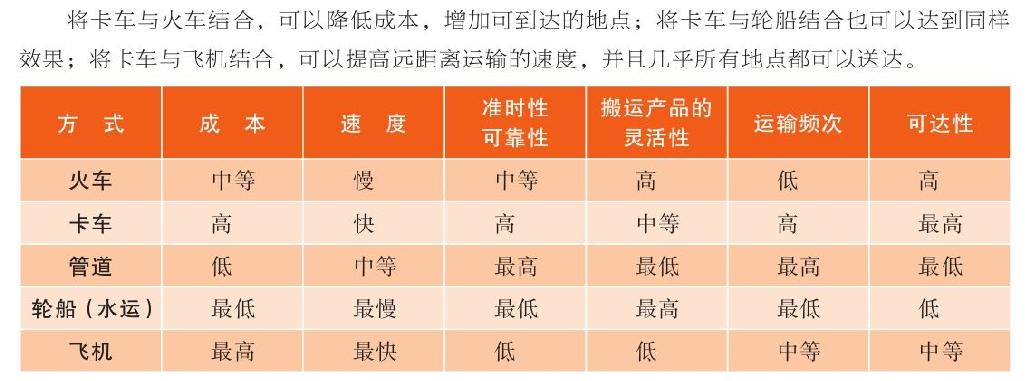 将卡车与火车结合，可以降低成本，增加可到达的地点；将卡车与轮船结合也可以达到同样
效果；将卡车与飞机结合，可以提高远距离运输的速度，并且几乎所有地点都可以送达。
方 式 成 本 速 度 准时性 可靠性 搬运产品的 灵活性 运输频次 可达性
火车 中等 慢 中等 高 低 高
卡车 高 快 高 中等 高 最高
管道 低 中等 最高 最低 最高 最低
轮船（水运） 最低 最慢 最低 最高 最低 低
飞机 最高 最快 低 低 中等 中等